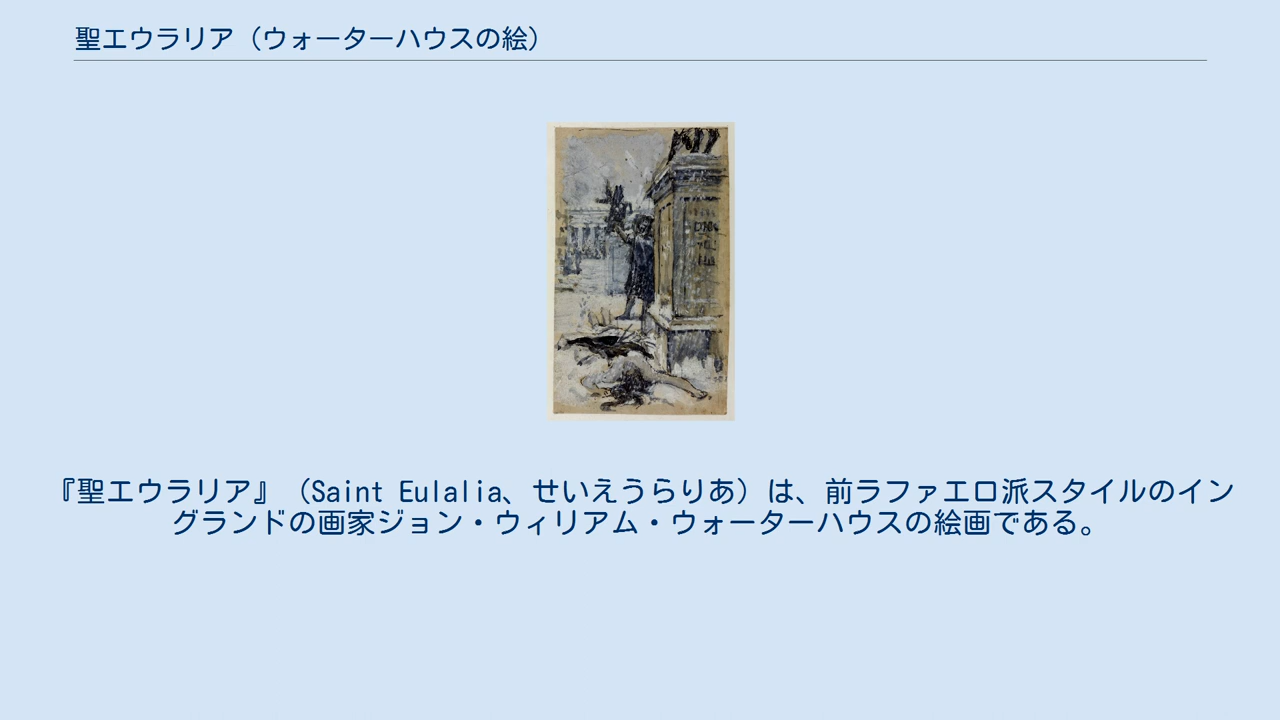 聖エウラリア（ウォーターハウスの絵）
『聖エウラリア』（Saint Eulalia、せいえうらりあ）は、前ラファエロ派スタイルのイン
グランドの画家ジョン・ウィリアム・ウォーターハウスの絵画である。